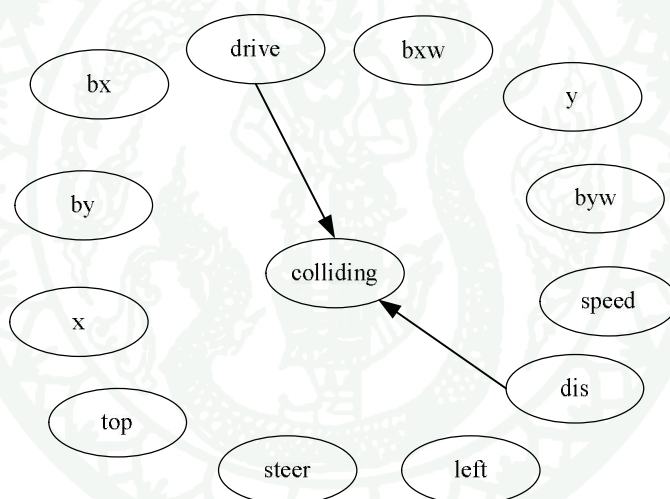 drive
bxw
bx
y
by
byw
colliding
speed
x
dis
top
steer
left